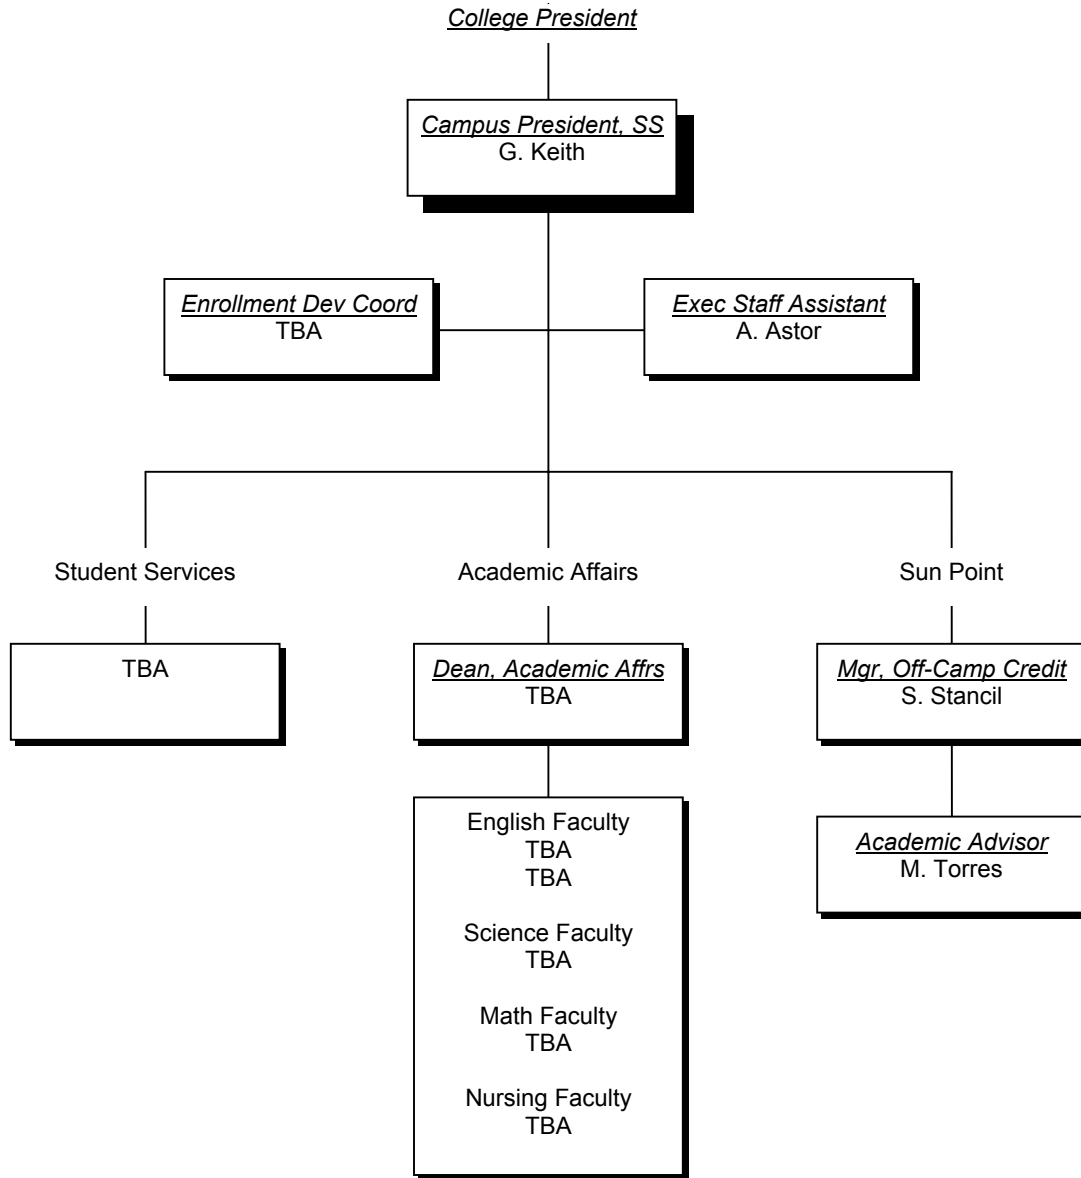 College President
Campus President, SS
G. Keith
Enrollment Dev Coord
TBA
Exec Staff Assistant
A. Astor
Student Services
Academic Affairs
Sun Point
TBA
Dean, Academic Affrs
TBA
Mgr, Off-Camp Credit
S. Stancil
English Faculty
TBA
TBA
Science Faculty
TBA
Math Faculty
TBA
Nursing Faculty
TBA
Academic Advisor
M. Torres